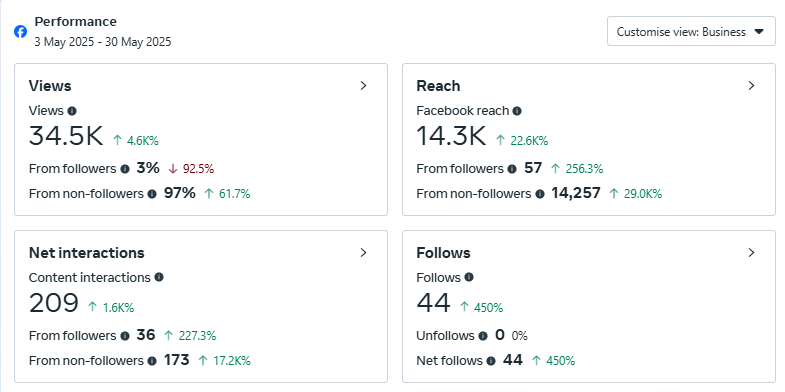 Performance
3 May 2025 - 30 May 2025
Customise view: Business
Views
Views
34.5K ↑ 4.6K%
From followers 3% ↓ 92.5%
From non-followers 97% ↑ 61.7%
Reach
Facebook reach
14.3K ↑ 22.6K%
From followers 57 ↑ 256.3%
From non-followers 14,257 ↑ 29.0K%
Net interactions
Content interactions
209 ↑ 1.6K%
From followers 36 ↑ 227.3%
From non-followers 173 ↑ 17.2K%
Follows
Follows
44 ↑ 450%
Unfollows 0 0%
Net follows 44 ↑ 450%